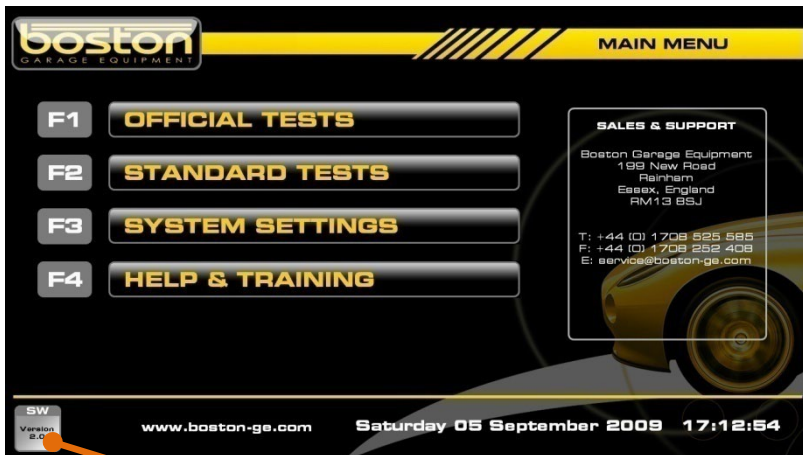 boston
GARAGE EQUIPMENT
MAIN MENU
F1 OFFICIAL TESTS
F2 STANDARD TESTS
F3 SYSTEM SETTINGS
F4 HELP & TRAINING
SALES & SUPPORT
Boston Garage Equipment
199 New Road
Rainham
Essex, England
RM13 8SJ
T: +44 (0) 1708 525 585
F: +44 (0) 1708 252 408
E: service@boston-ge.com
SW
Version
2.0
www.boston-ge.com Saturday 05 September 2009 17:12:54